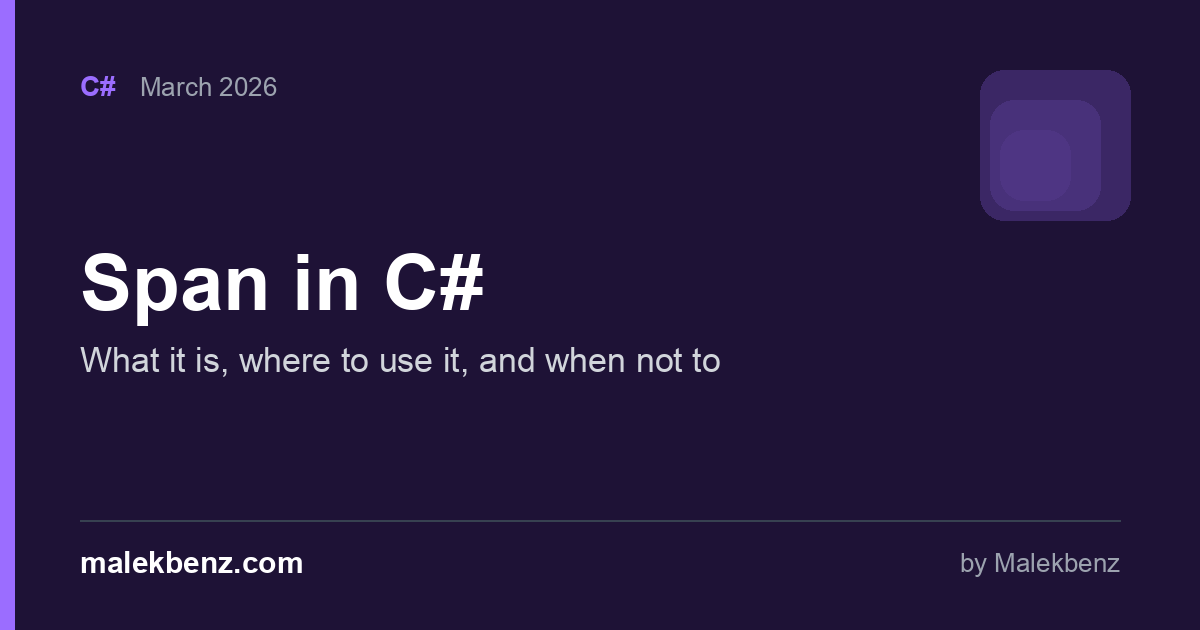 C# March 2026
Span in C#
What it is, where to use it, and when not to
malekbenz.com
by Malekbenz